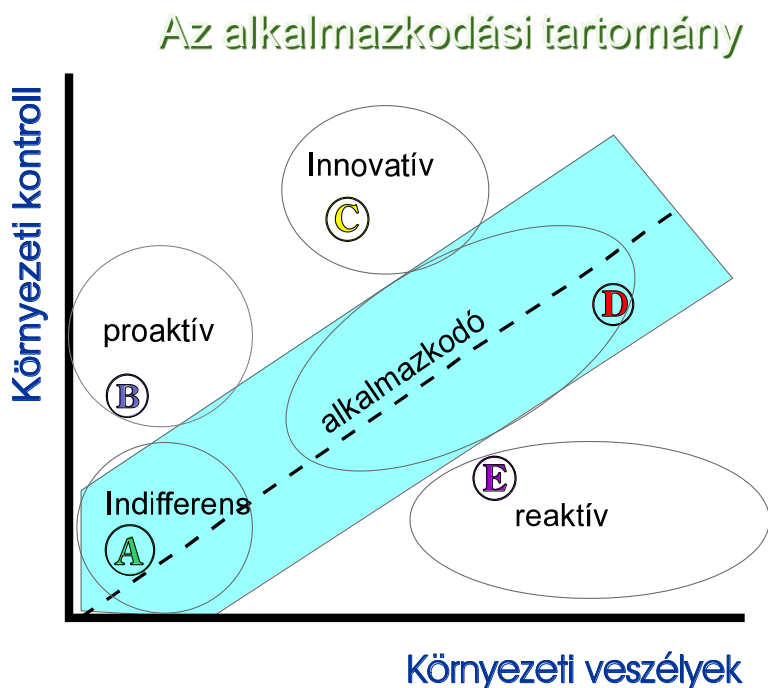 Az alkalmazkodási tartomány
Környezeti kontroll
Innovatív
C
proaktív
B
alkalmazkodó
D
Indifferens
A
E
reaktív
Környezeti veszélyek